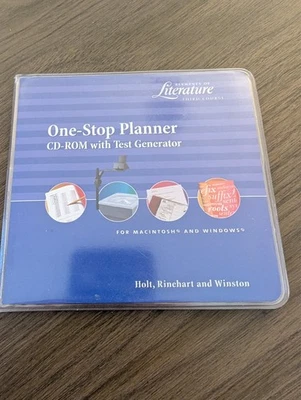 ELEMENTS OF
Literature
One-Stop Planner
CD-ROM with Test Generator
FOR MACINTOSH® AND WINDOWS®
Holt, Rinehart and Winston